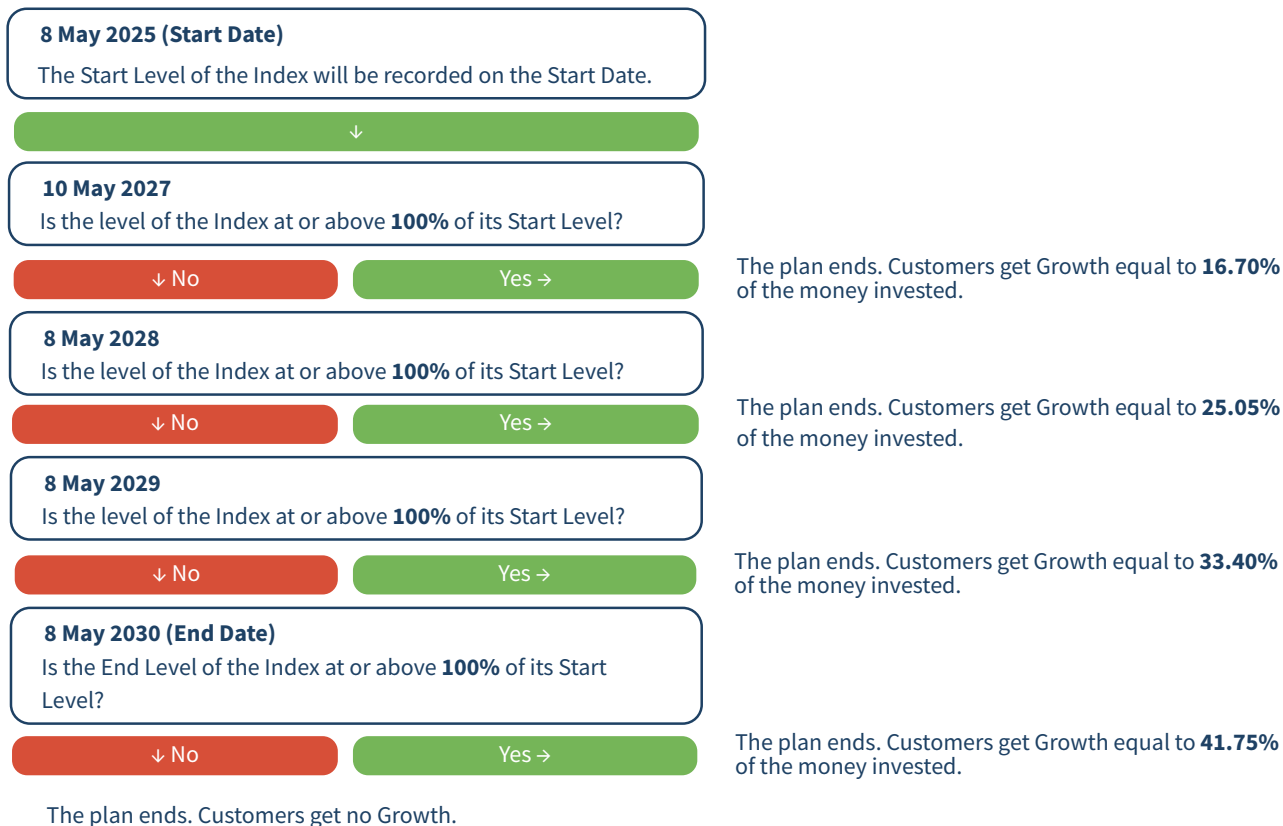 8 May 2025 (Start Date)
The Start Level of the Index will be recorded on the Start Date.
↓
10 May 2027
Is the level of the Index at or above 100% of its Start Level?
↓ No
Yes →
The plan ends. Customers get Growth equal to 16.70%
of the money invested.
8 May 2028
Is the level of the Index at or above 100% of its Start Level?
↓ No
Yes →
The plan ends. Customers get Growth equal to 25.05%
of the money invested.
8 May 2029
Is the level of the Index at or above 100% of its Start Level?
↓ No
Yes →
The plan ends. Customers get Growth equal to 33.40%
of the money invested.
8 May 2030 (End Date)
Is the End Level of the Index at or above 100% of its Start
Level?
↓ No
Yes →
The plan ends. Customers get Growth equal to 41.75%
of the money invested.
The plan ends. Customers get no Growth.